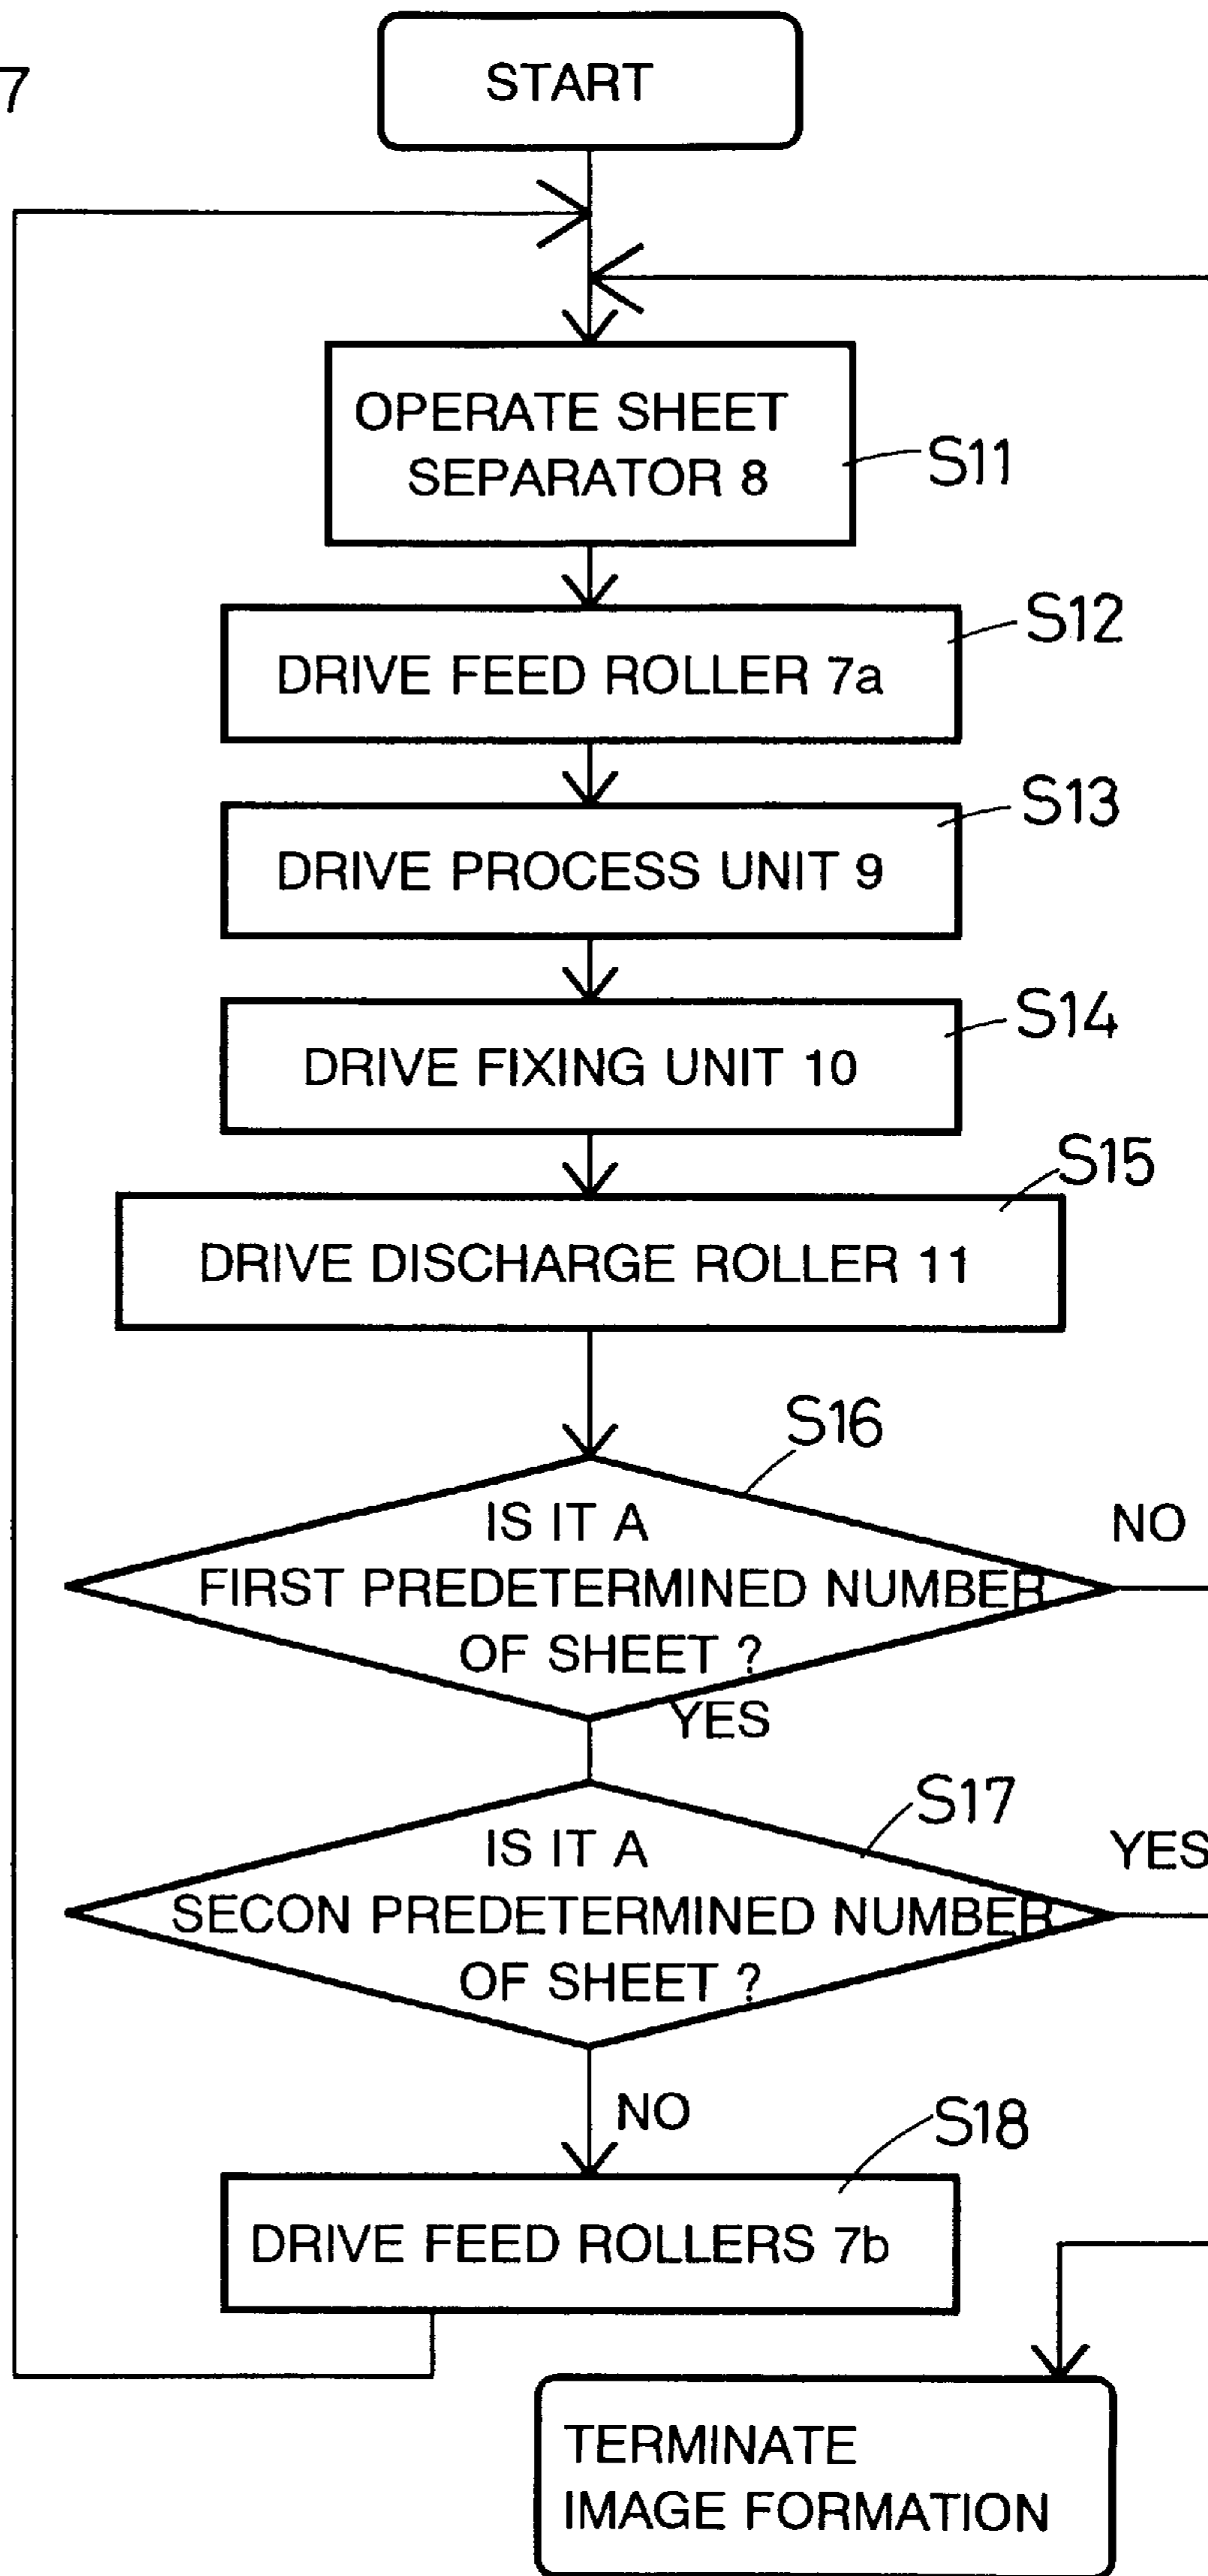 7
START
OPERATE SHEET
SEPARATOR 8
S11
S12
DRIVE FEED ROLLER 7a
S13
DRIVE PROCESS UNIT 9
S14
DRIVE FIXING UNIT 10
S15
DRIVE DISCHARGE ROLLER 11
S16
IS IT A
NO
FIRST PREDETERMINED NUMBER
OF SHEET ?
YES
S17
IS IT A
YES
SECON PREDETERMINED NUMBER
OF SHEET ?
NO
S18
DRIVE FEED ROLLERS 7b
TERMINATE
IMAGE FORMATION